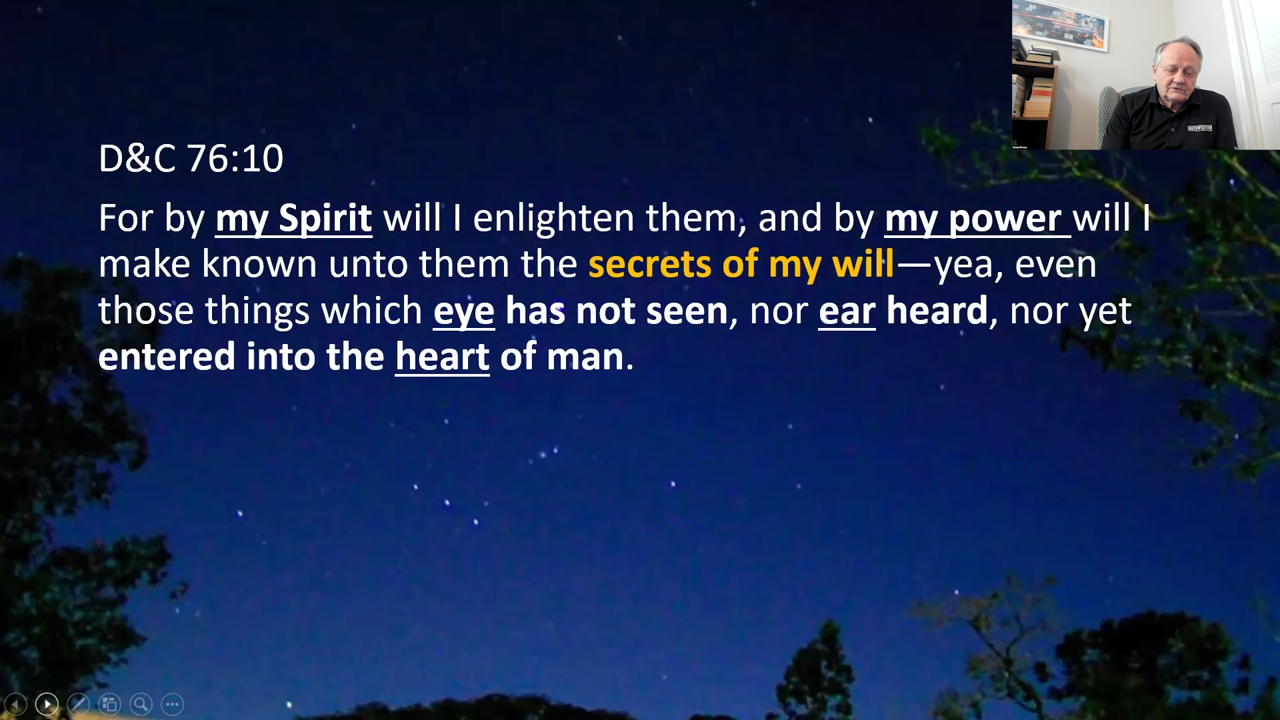 D&C 76:10
For by my Spirit will I enlighten them, and by my power will I
make known unto them the secrets of my will—yea, even
those things which eye has not seen, nor ear heard, nor yet
entered into the heart of man.